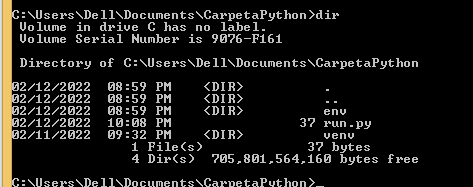 C:\Users\Dell\Documents\CarpetaPython>dir
Volume in drive C has no label.
Volume Serial Number is 9076-F161
Directory of C:\Users\Dell\Documents\CarpetaPython
02/12/2022 08:59 PM <DIR> .
02/12/2022 08:59 PM <DIR> ..
02/12/2022 08:59 PM <DIR> env
02/12/2022 10:08 PM 37 run.py
02/11/2022 09:32 PM <DIR> venv
1 File(s) 37 bytes
4 Dir(s) 705,801,564,160 bytes free
C:\Users\Dell\Documents\CarpetaPython>_